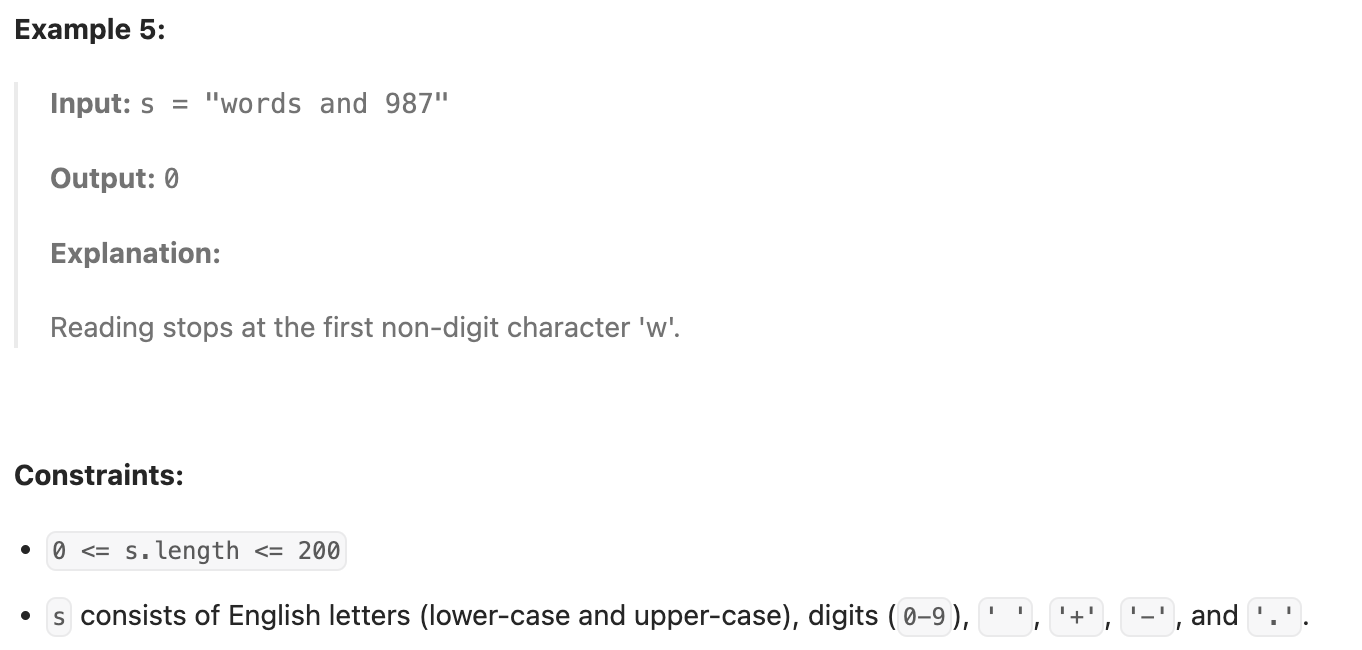 Example 5:
Input: s = "words and 987"
Output: 0
Explanation:
Reading stops at the first non-digit character 'w'.
Constraints:
• 0 <= s.length <= 200
• s consists of English letters (lower-case and upper-case), digits (0-9), ' ', '+', '-', and '.'.